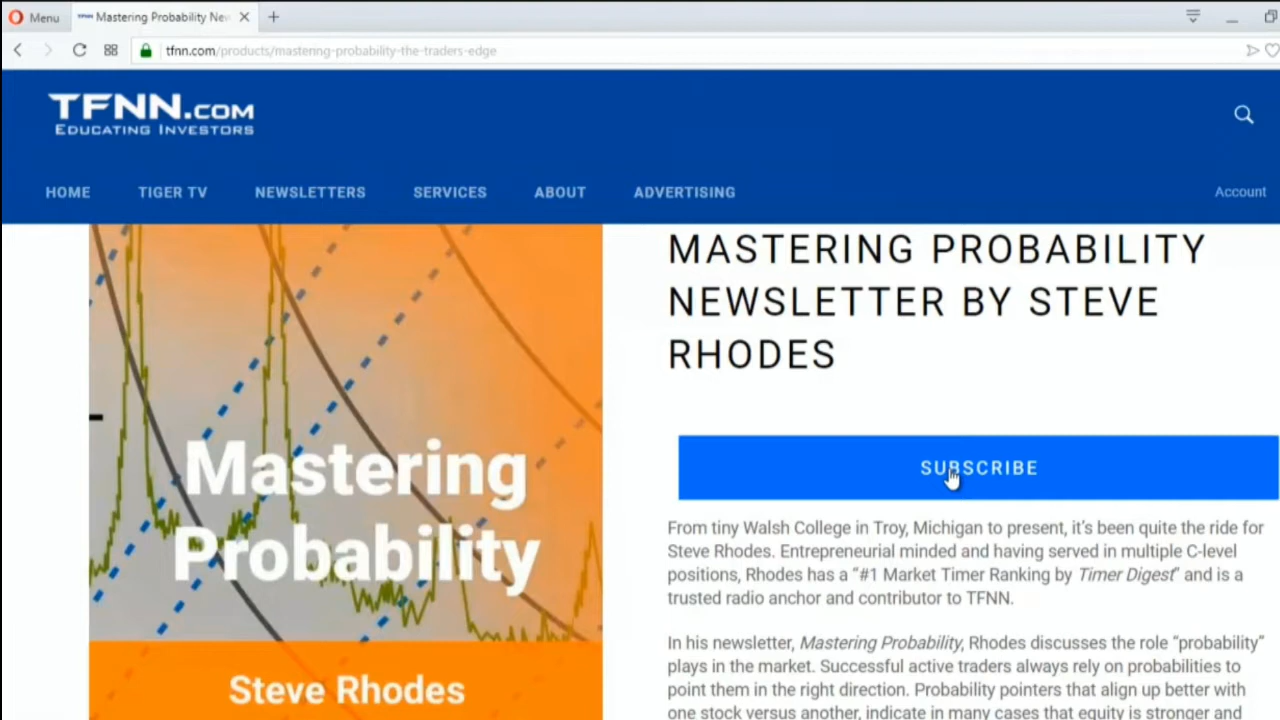 Menu
Mastering Probability Nev
tfnn.com/products/mastering-probability-the-traders-edge
TFNN.COM
EDUCATING INVESTORS
HOME TIGER TV NEWSLETTERS SERVICES ABOUT ADVERTISING Account
Mastering
Probability
Steve Rhodes
MASTERING PROBABILITY
NEWSLETTER BY STEVE
RHODES
SUBSCRIBE
From tiny Walsh College in Troy, Michigan to present, it's been quite the ride for
Steve Rhodes. Entrepreneurial minded and having served in multiple C-level
positions, Rhodes has a “#1 Market Timer Ranking by Timer Digest” and is a
trusted radio anchor and contributor to TFNN.
In his newsletter, Mastering Probability, Rhodes discusses the role “probability”
plays in the market. Successful active traders always rely on probabilities to
point them in the right direction. Probability pointers that align up better with
one stock versus another, indicate in many cases that equity is stronger and